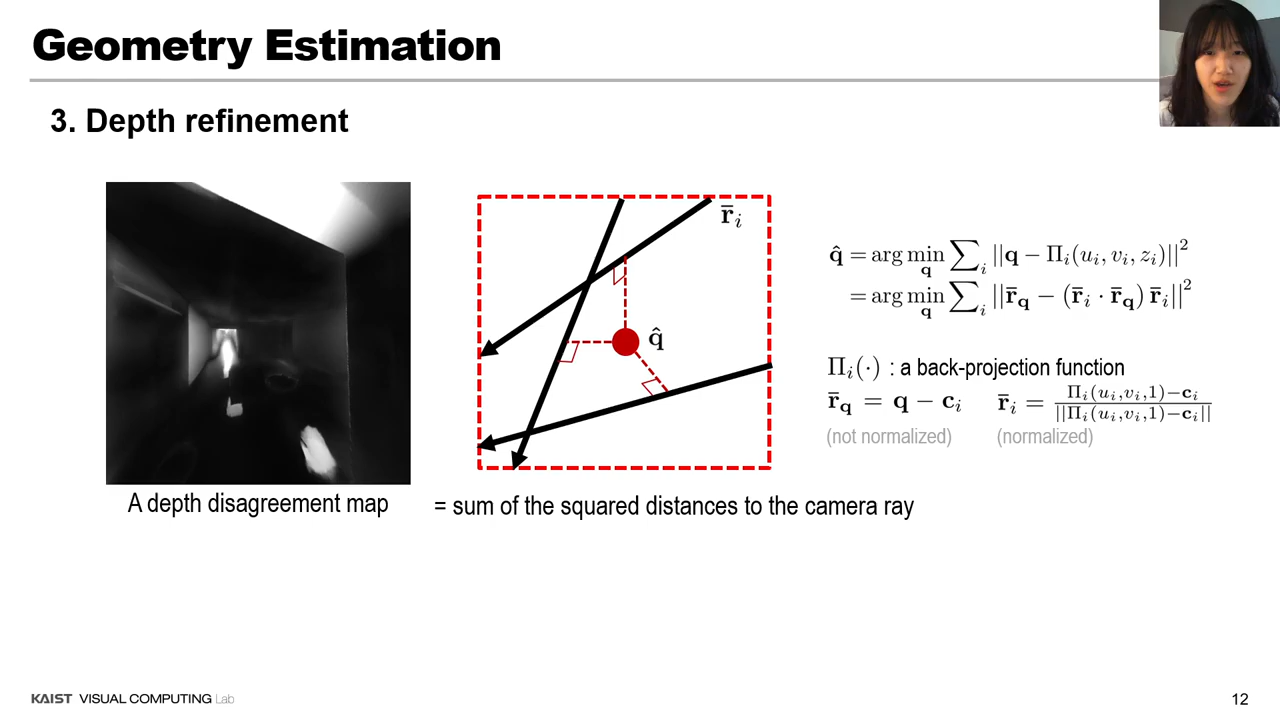 Geometry Estimation
3. Depth refinement
r̄ᵢ
q̂
q̂ = arg min_q ∑ᵢ ||q − Πᵢ(uᵢ, vᵢ, zᵢ)||²
= arg min_q ∑ᵢ ||r̄_q − (r̄ᵢ · r̄_q) r̄ᵢ||²
Πᵢ(·) : a back-projection function
r̄_q = q − cᵢ r̄ᵢ = (Πᵢ(uᵢ,vᵢ,1)−cᵢ) / ||Πᵢ(uᵢ,vᵢ,1)−cᵢ||
(not normalized) (normalized)
A depth disagreement map = sum of the squared distances to the camera ray
KAIST VISUAL COMPUTING Lab 12